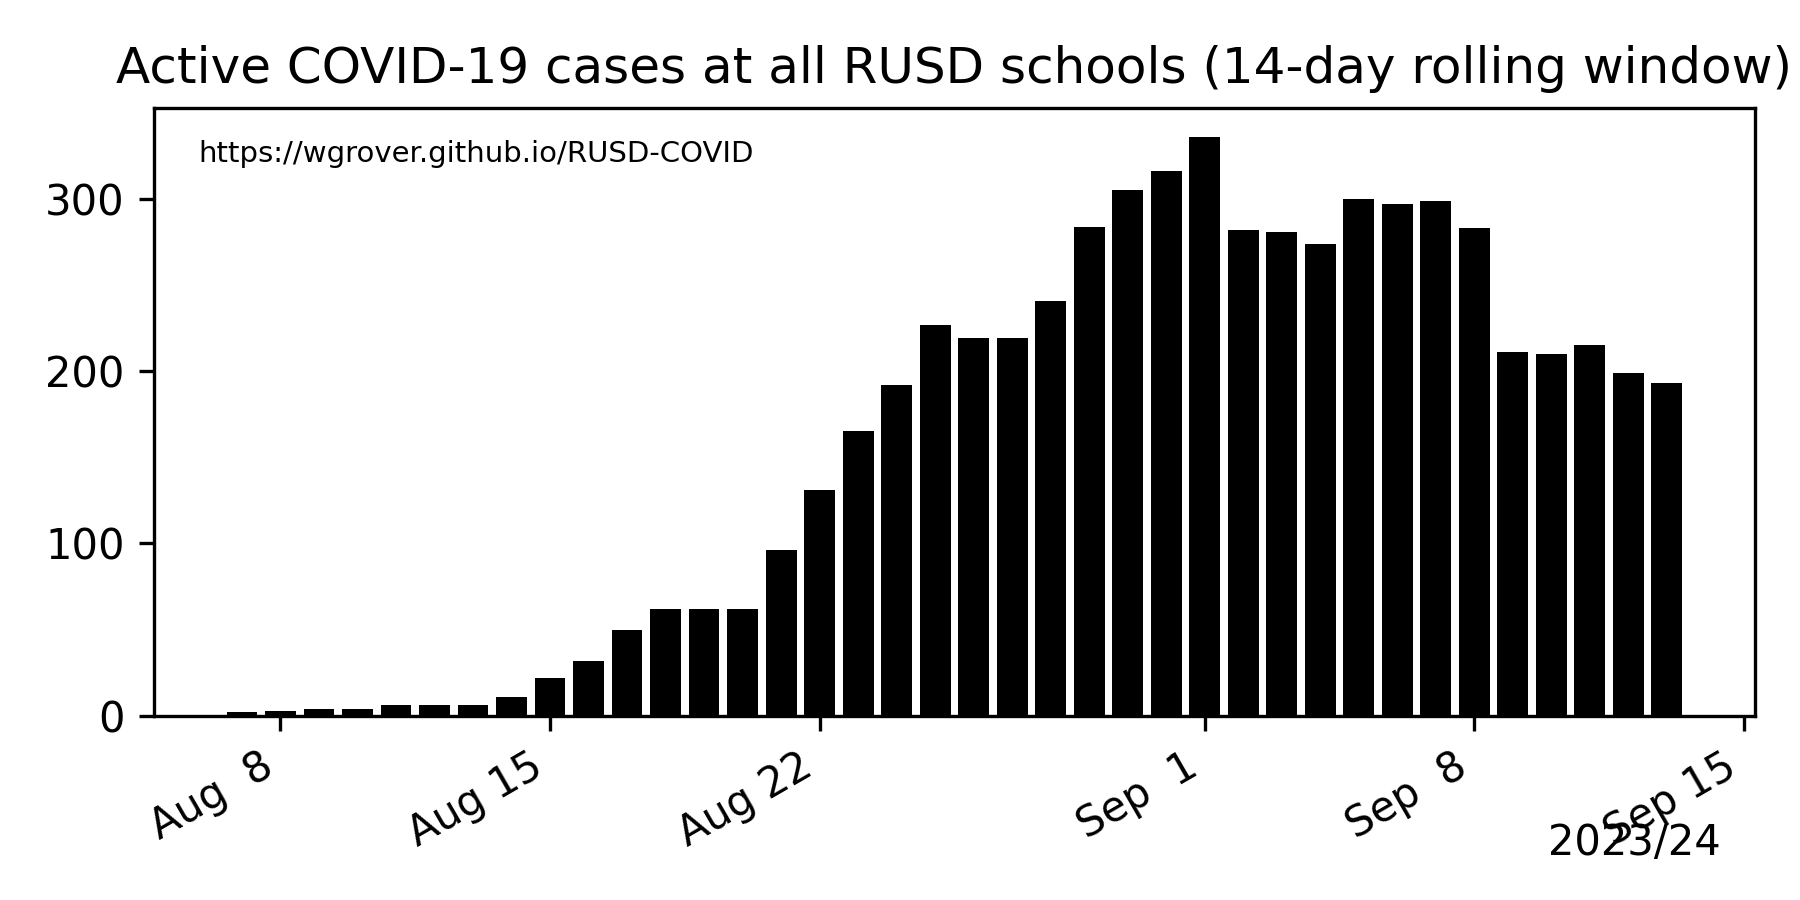 Active COVID-19 cases at all RUSD schools (14-day rolling window)
https://wgrover.github.io/RUSD-COVID
300
200
100
0
Aug 8
Aug 15
Aug 22
Sep 1
Sep 8
Sep 15
2023/24